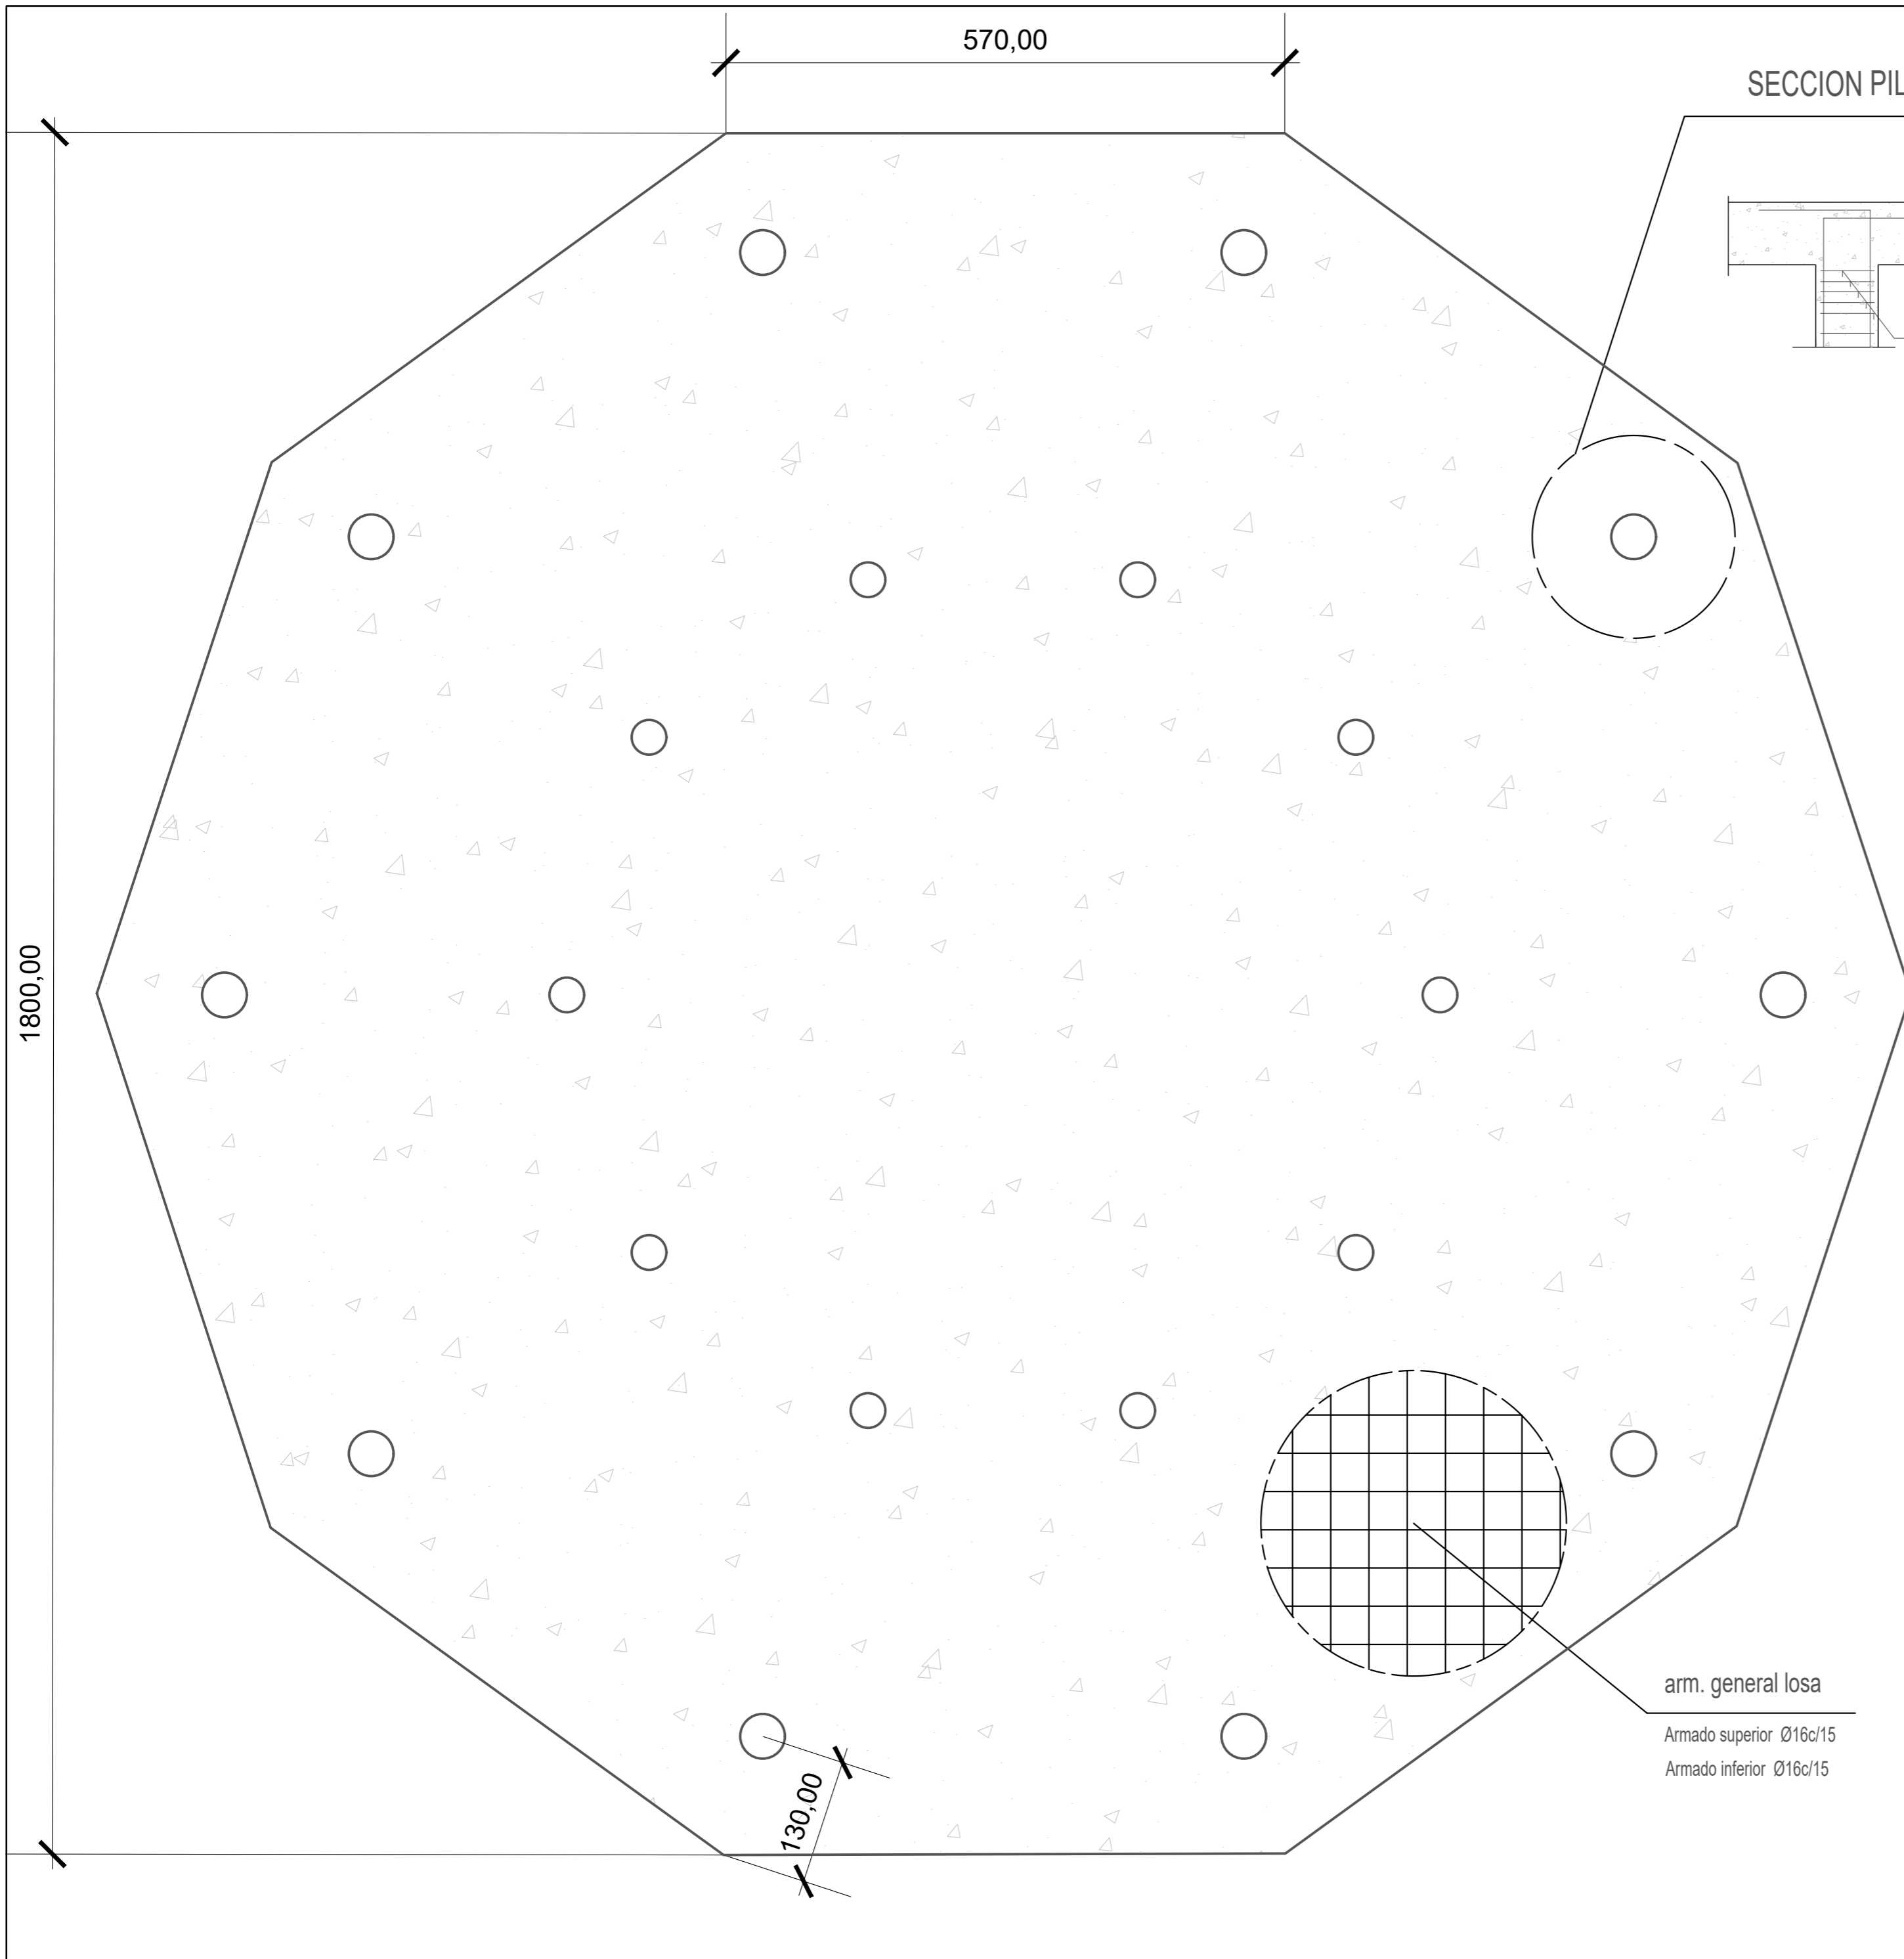 570,00
SECCION PIL
1800,00
130,00
arm. general losa
Armado superior Ø16c/15
Armado inferior Ø16c/15